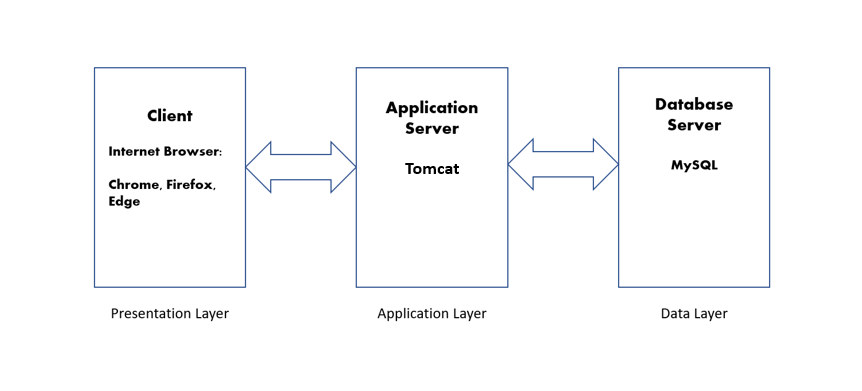 Client
Internet Browser:
Chrome, Firefox,
Edge
Application
Server
Tomcat
Database
Server
MySQL
Presentation Layer
Application Layer
Data Layer